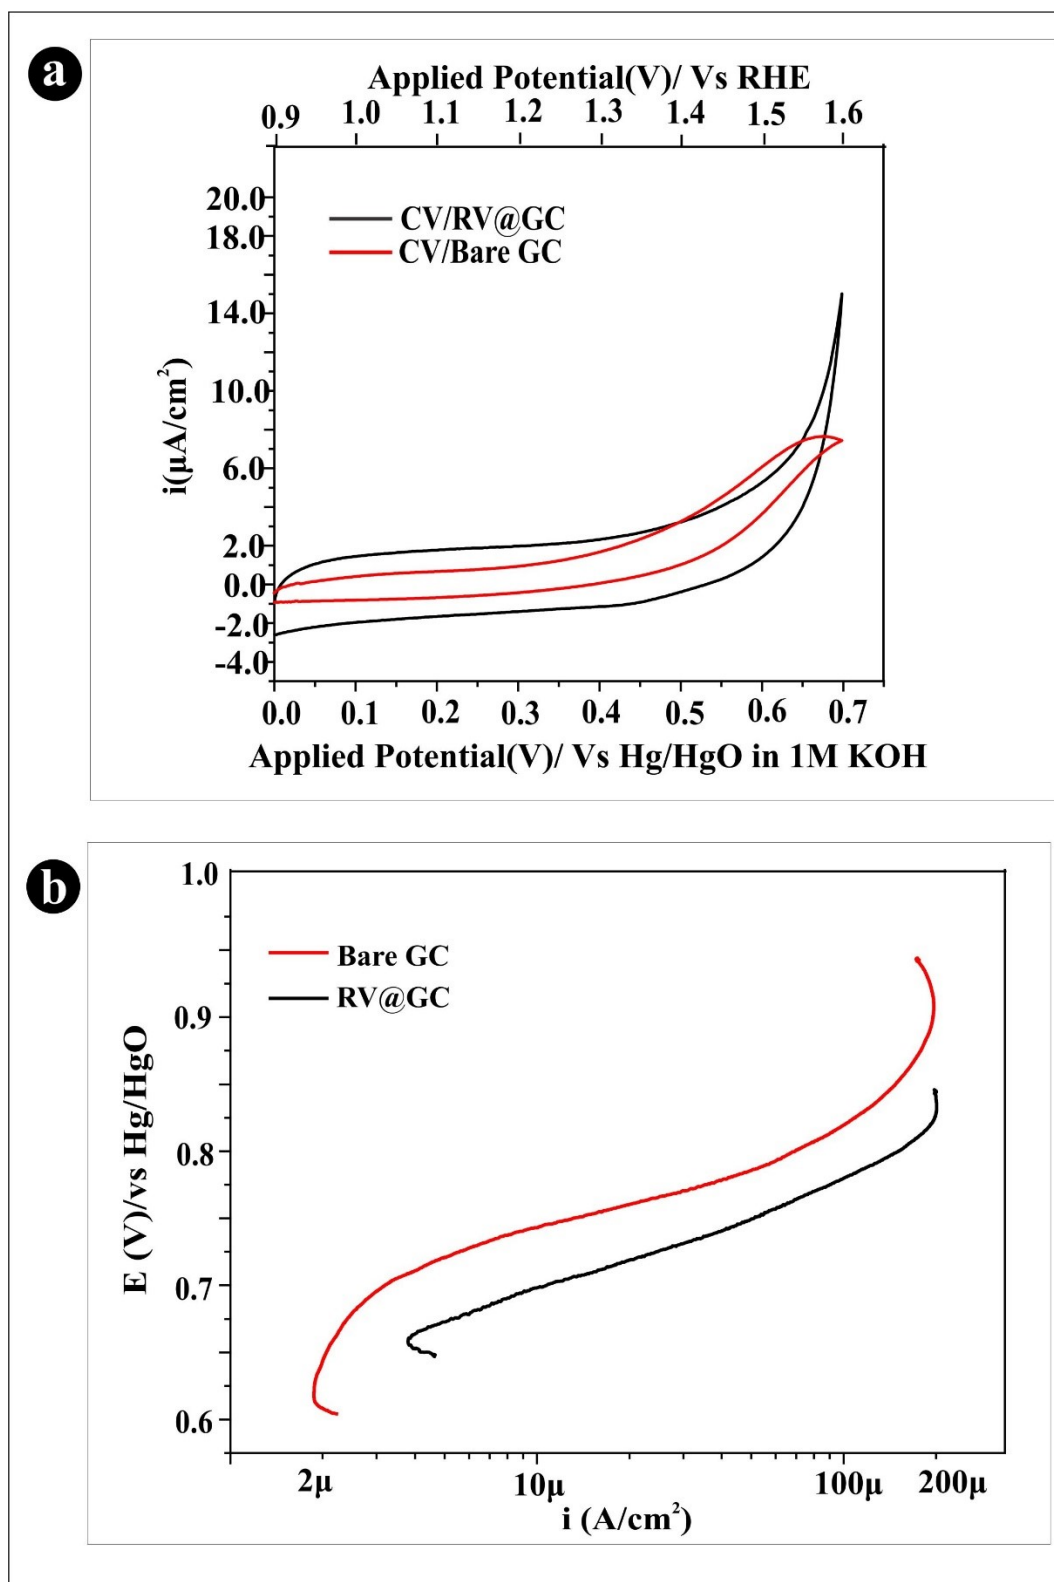 a
Applied Potential(V)/ Vs RHE
0.9 1.0 1.1 1.2 1.3 1.4 1.5 1.6
20.0
18.0
14.0
10.0
6.0
2.0
0.0
-2.0
-4.0
i(µA/cm²)
CV/RV@GC
CV/Bare GC
0.0 0.1 0.2 0.3 0.4 0.5 0.6 0.7
Applied Potential(V)/ Vs Hg/HgO in 1M KOH
b
1.0
0.9
0.8
0.7
0.6
E (V)/vs Hg/HgO
Bare GC
RV@GC
2µ 10µ 100µ 200µ
i (A/cm²)